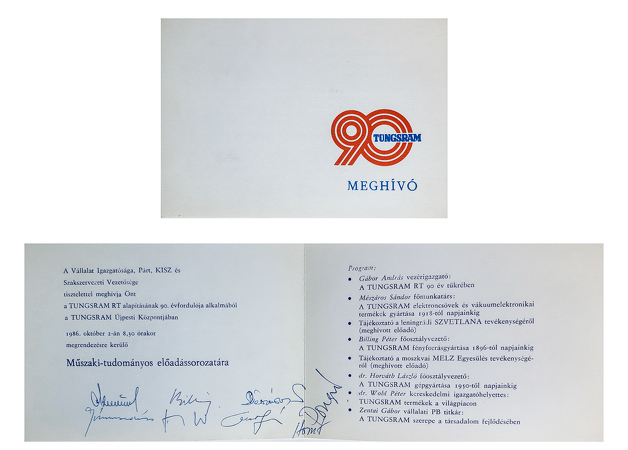 90
TUNGSRAM
MEGHÍVÓ
A Vállalat Igazgatósága, Párt, KISZ és
Szakszervezeti Vezetősége
tisztelettel meghívja Önt
a TUNGSRAM RT alapításának 90. évfordulója alkalmából
a TUNGSRAM Újpesti Központjában
1986. október 2-án 8,30 órakor
megrendezésre kerülő
Műszaki-tudományos előadássorozatára
Program:
• Gábor András vezérigazgató:
A TUNGSRAM RT 90 év tükrében
• Mészáros Sándor főmunkatárs:
A TUNGSRAM elektroncsövek és vákuumelektronikai
termékek gyártása 1918-tól napjainkig
• Tájékoztató a leningrádi SZVETLANA tevékenységéről
(meghívott előadó)
• Billing Péter főosztályvezető:
A TUNGSRAM fényforrásgyártása 1896-tól napjainkig
• Tájékoztató a moszkvai MELZ Egyesülés tevékenységé-
ről (meghívott előadó)
• dr. Horváth László főosztályvezető:
A TUNGSRAM gépgyártása 1950-től napjainkig
• dr. Wohl Péter kereskedelmi igazgatóhelyettes:
TUNGSRAM termékek a világpiacon
• Zentai Gábor vállalati PB titkár:
A TUNGSRAM szerepe a társadalom fejlődésében